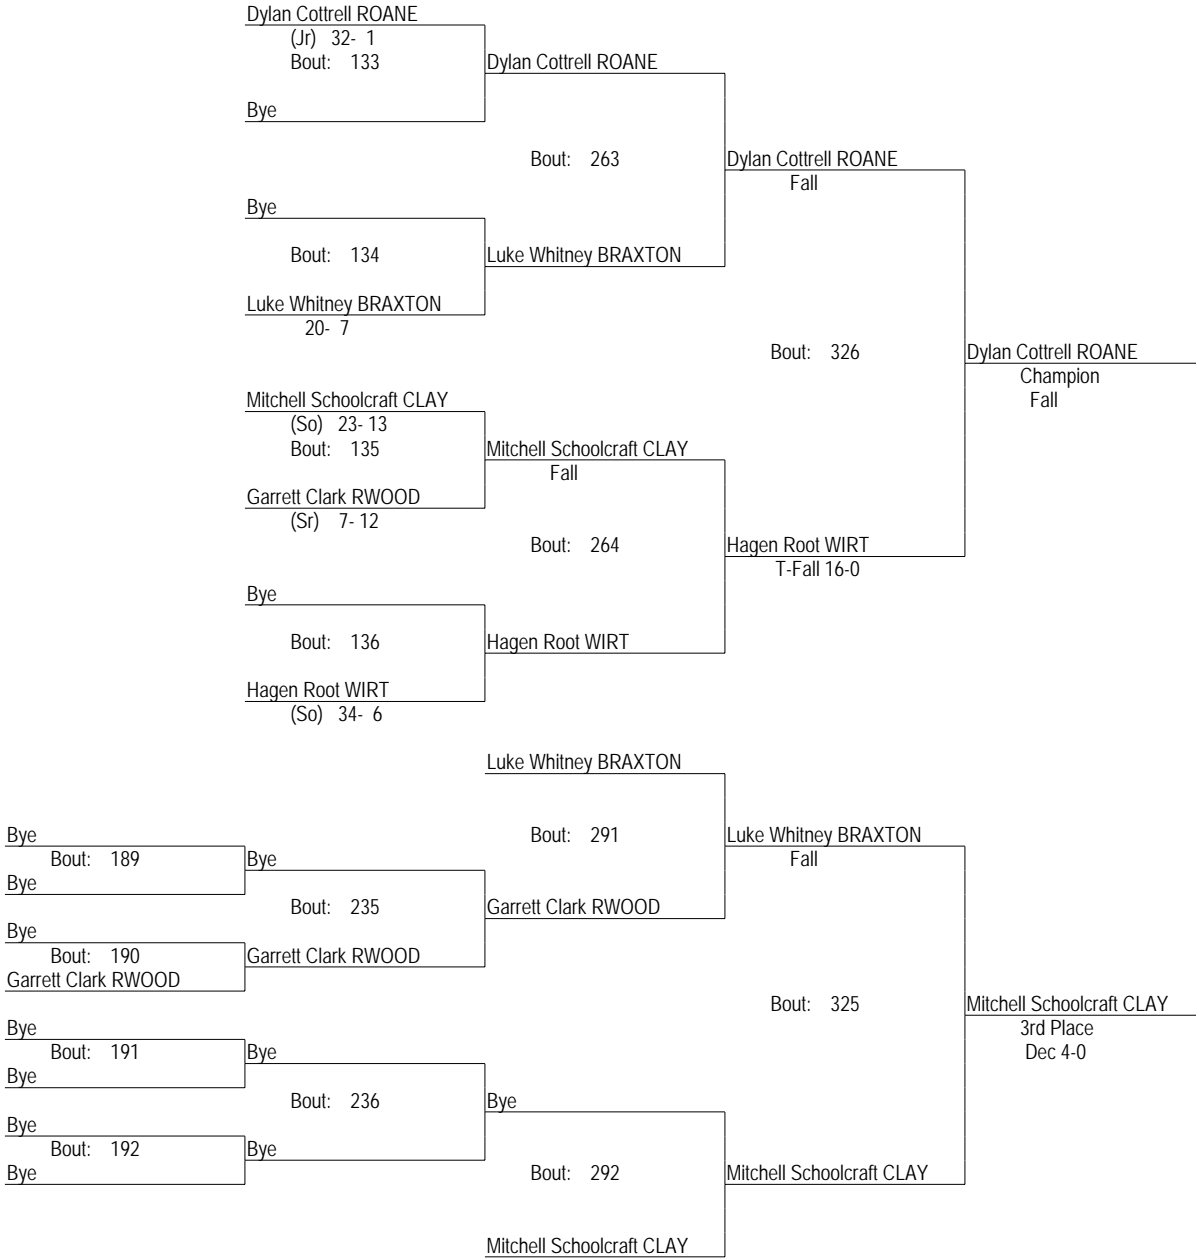 Dylan Cottrell ROANE
(Jr) 32- 1
Bout: 133
Dylan Cottrell ROANE
Bye
Bout: 263
Dylan Cottrell ROANE
Fall
Bye
Bout: 134
Luke Whitney BRAXTON
Luke Whitney BRAXTON
20- 7
Bout: 326
Dylan Cottrell ROANE
Champion
Fall
Mitchell Schoolcraft CLAY
(So) 23- 13
Bout: 135
Mitchell Schoolcraft CLAY
Fall
Garrett Clark RWOOD
(Sr) 7- 12
Bout: 264
Hagen Root WIRT
T-Fall 16-0
Bye
Bout: 136
Hagen Root WIRT
Hagen Root WIRT
(So) 34- 6
Luke Whitney BRAXTON
Bout: 291
Luke Whitney BRAXTON
Fall
Bye
Bout: 189
Bye
Bye
Bout: 235
Garrett Clark RWOOD
Bye
Bout: 190
Garrett Clark RWOOD
Garrett Clark RWOOD
Bout: 325
Mitchell Schoolcraft CLAY
3rd Place
Dec 4-0
Bye
Bout: 191
Bye
Bye
Bout: 236
Bye
Bye
Bout: 192
Bye
Bye
Bout: 292
Mitchell Schoolcraft CLAY
Mitchell Schoolcraft CLAY